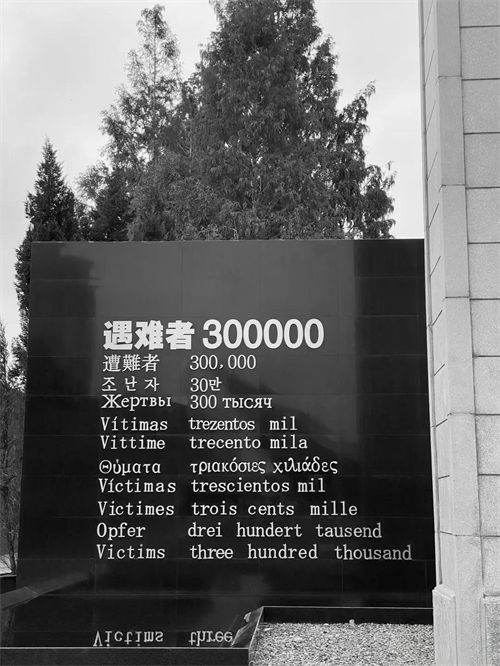 遇难者 300000
遭難者 300,000
조난자 30만
Жертвы 300 тысяч
Vítimas trezentos mil
Vittime trecento mila
Θύματα τριακόσιες χιλιάδες
Víctimas trescientos mil
Victimes trois cents mille
Opfer drei hundert tausend
Victims three hundred thousand
Victims three